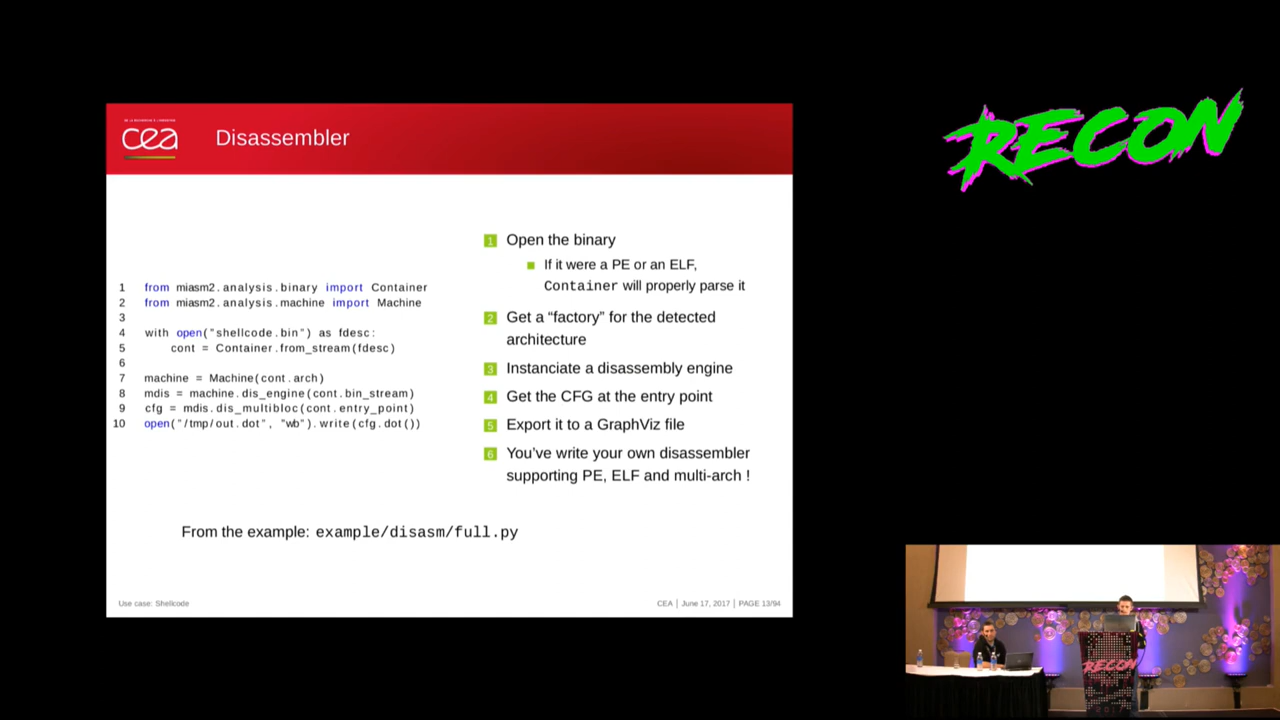 DE LA RECHERCHE À L'INDUSTRIE
cea
Disassembler
RECON
1 from miasm2.analysis.binary import Container
2 from miasm2.analysis.machine import Machine
3
4 with open("shellcode.bin") as fdesc:
5 cont = Container.from_stream(fdesc)
6
7 machine = Machine(cont.arch)
8 mdis = machine.dis_engine(cont.bin_stream)
9 cfg = mdis.dis_multibloc(cont.entry_point)
10 open("/tmp/out.dot", "wb").write(cfg.dot())
1 Open the binary
If it were a PE or an ELF,
Container will properly parse it
2 Get a “factory” for the detected
architecture
3 Instanciate a disassembly engine
4 Get the CFG at the entry point
5 Export it to a GraphViz file
6 You’ve write your own disassembler
supporting PE, ELF and multi-arch !
From the example: example/disasm/full.py
Use case: Shellcode
CEA | June 17, 2017 | PAGE 13/94
RECON